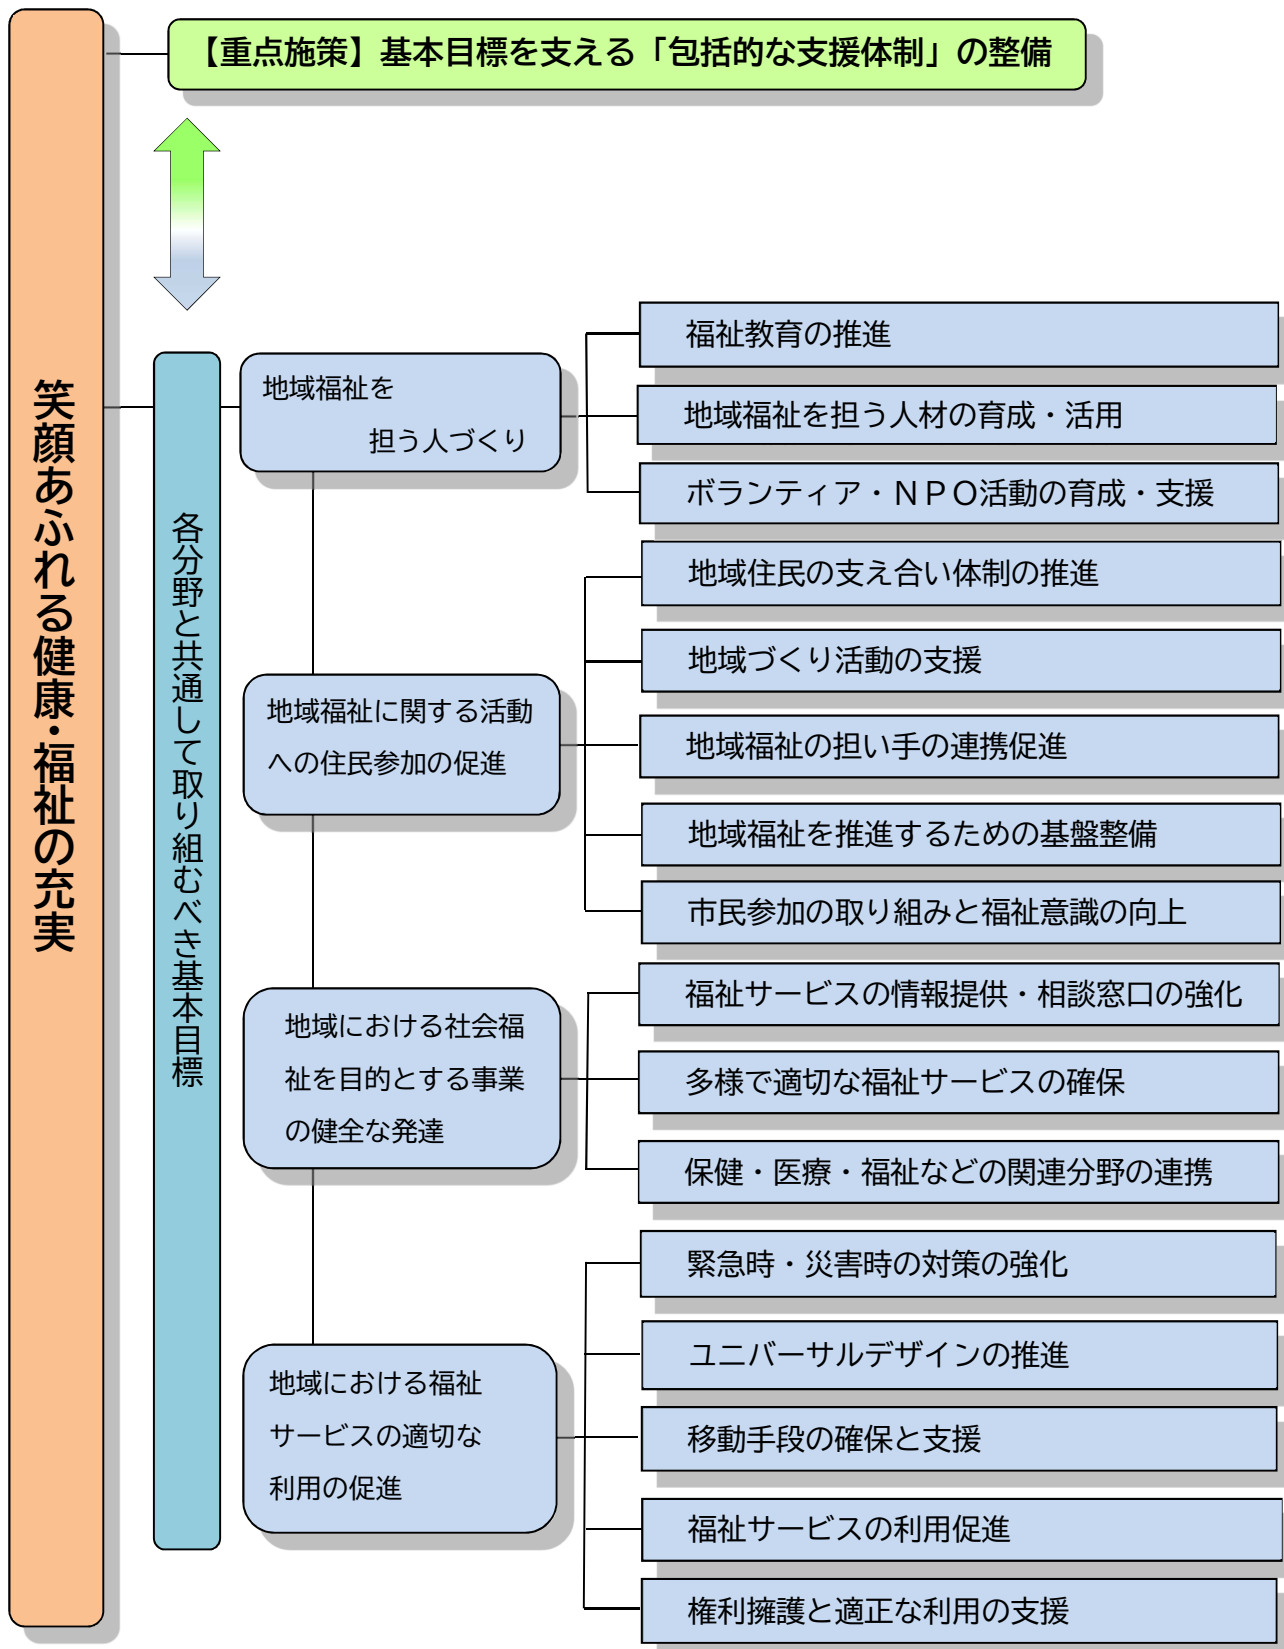 【重点施策】基本目標を支える「包括的な支援体制」の整備
笑顔あふれる健康・福祉の充実
各分野と共通して取り組むべき基本目標
地域福祉を
担う人づくり
福祉教育の推進
地域福祉を担う人材の育成・活用
ボランティア・ＮＰＯ活動の育成・支援
地域福祉に関する活動
への住民参加の促進
地域住民の支え合い体制の推進
地域づくり活動の支援
地域福祉の担い手の連携促進
地域福祉を推進するための基盤整備
市民参加の取り組みと福祉意識の向上
地域における社会福
祉を目的とする事業
の健全な発達
福祉サービスの情報提供・相談窓口の強化
多様で適切な福祉サービスの確保
保健・医療・福祉などの関連分野の連携
地域における福祉
サービスの適切な
利用の促進
緊急時・災害時の対策の強化
ユニバーサルデザインの推進
移動手段の確保と支援
福祉サービスの利用促進
権利擁護と適正な利用の支援